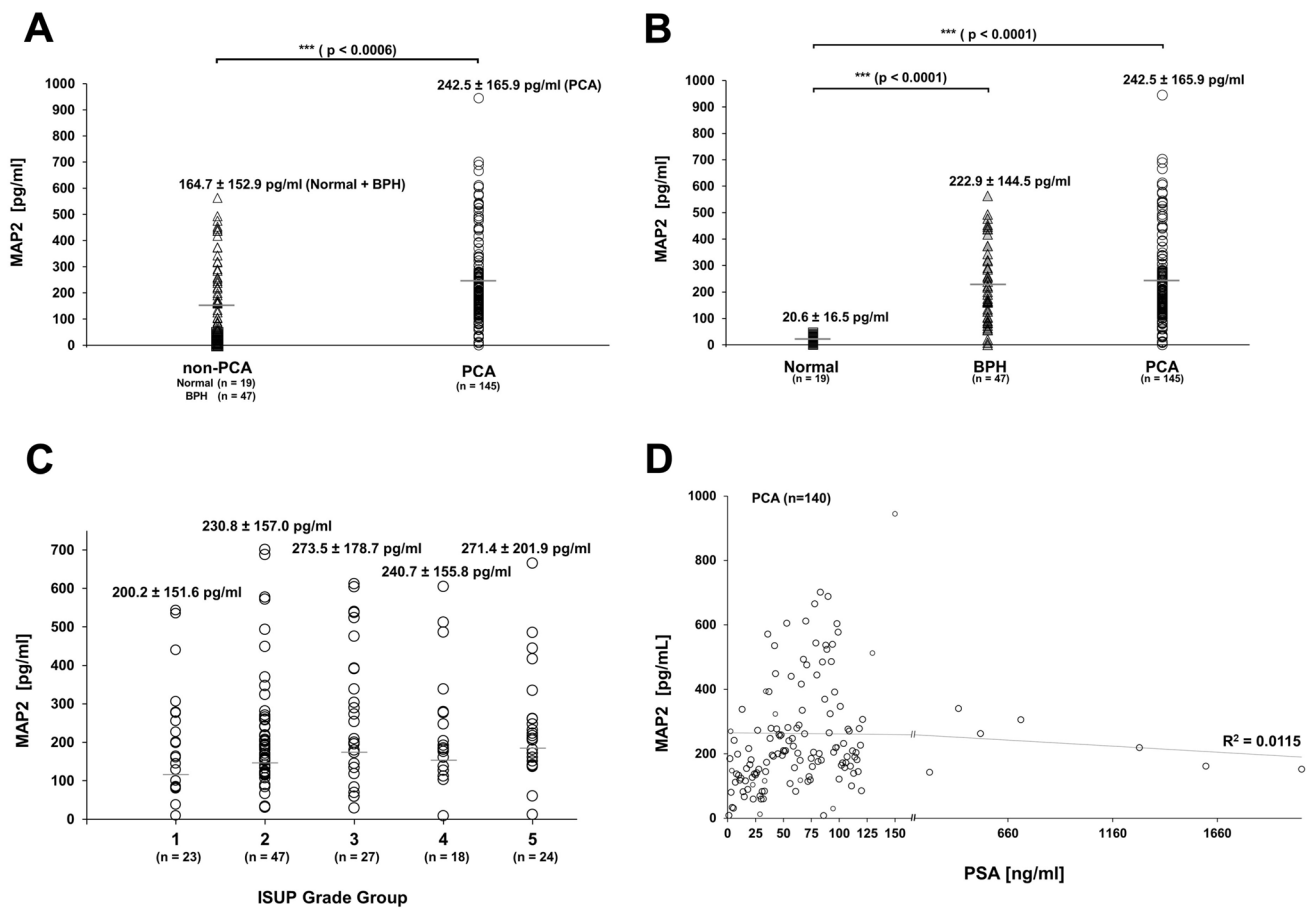 A
*** ( p < 0.0006)
242.5 ± 165.9 pg/ml (PCA)
164.7 ± 152.9 pg/ml (Normal + BPH)
MAP2 [pg/ml]
1000
900
800
700
600
500
400
300
200
100
0
non-PCA
Normal (n = 19)
BPH (n = 47)
PCA
(n = 145)
B
*** ( p < 0.0001)
*** (p < 0.0001)
242.5 ± 165.9 pg/ml
222.9 ± 144.5 pg/ml
20.6 ± 16.5 pg/ml
MAP2 [pg/ml]
1000
900
800
700
600
500
400
300
200
100
0
Normal
(n = 19)
BPH
(n = 47)
PCA
(n = 145)
C
230.8 ± 157.0 pg/ml
273.5 ± 178.7 pg/ml
271.4 ± 201.9 pg/ml
240.7 ± 155.8 pg/ml
200.2 ± 151.6 pg/ml
MAP2 [pg/ml]
700
600
500
400
300
200
100
0
1 2 3 4 5
(n = 23) (n = 47) (n = 27) (n = 18) (n = 24)
ISUP Grade Group
D
PCA (n=140)
MAP2 [pg/mL]
1000
800
600
400
200
0
R² = 0.0115
0 25 50 75 100 125 150 // 660 1160 1660
PSA [ng/ml]